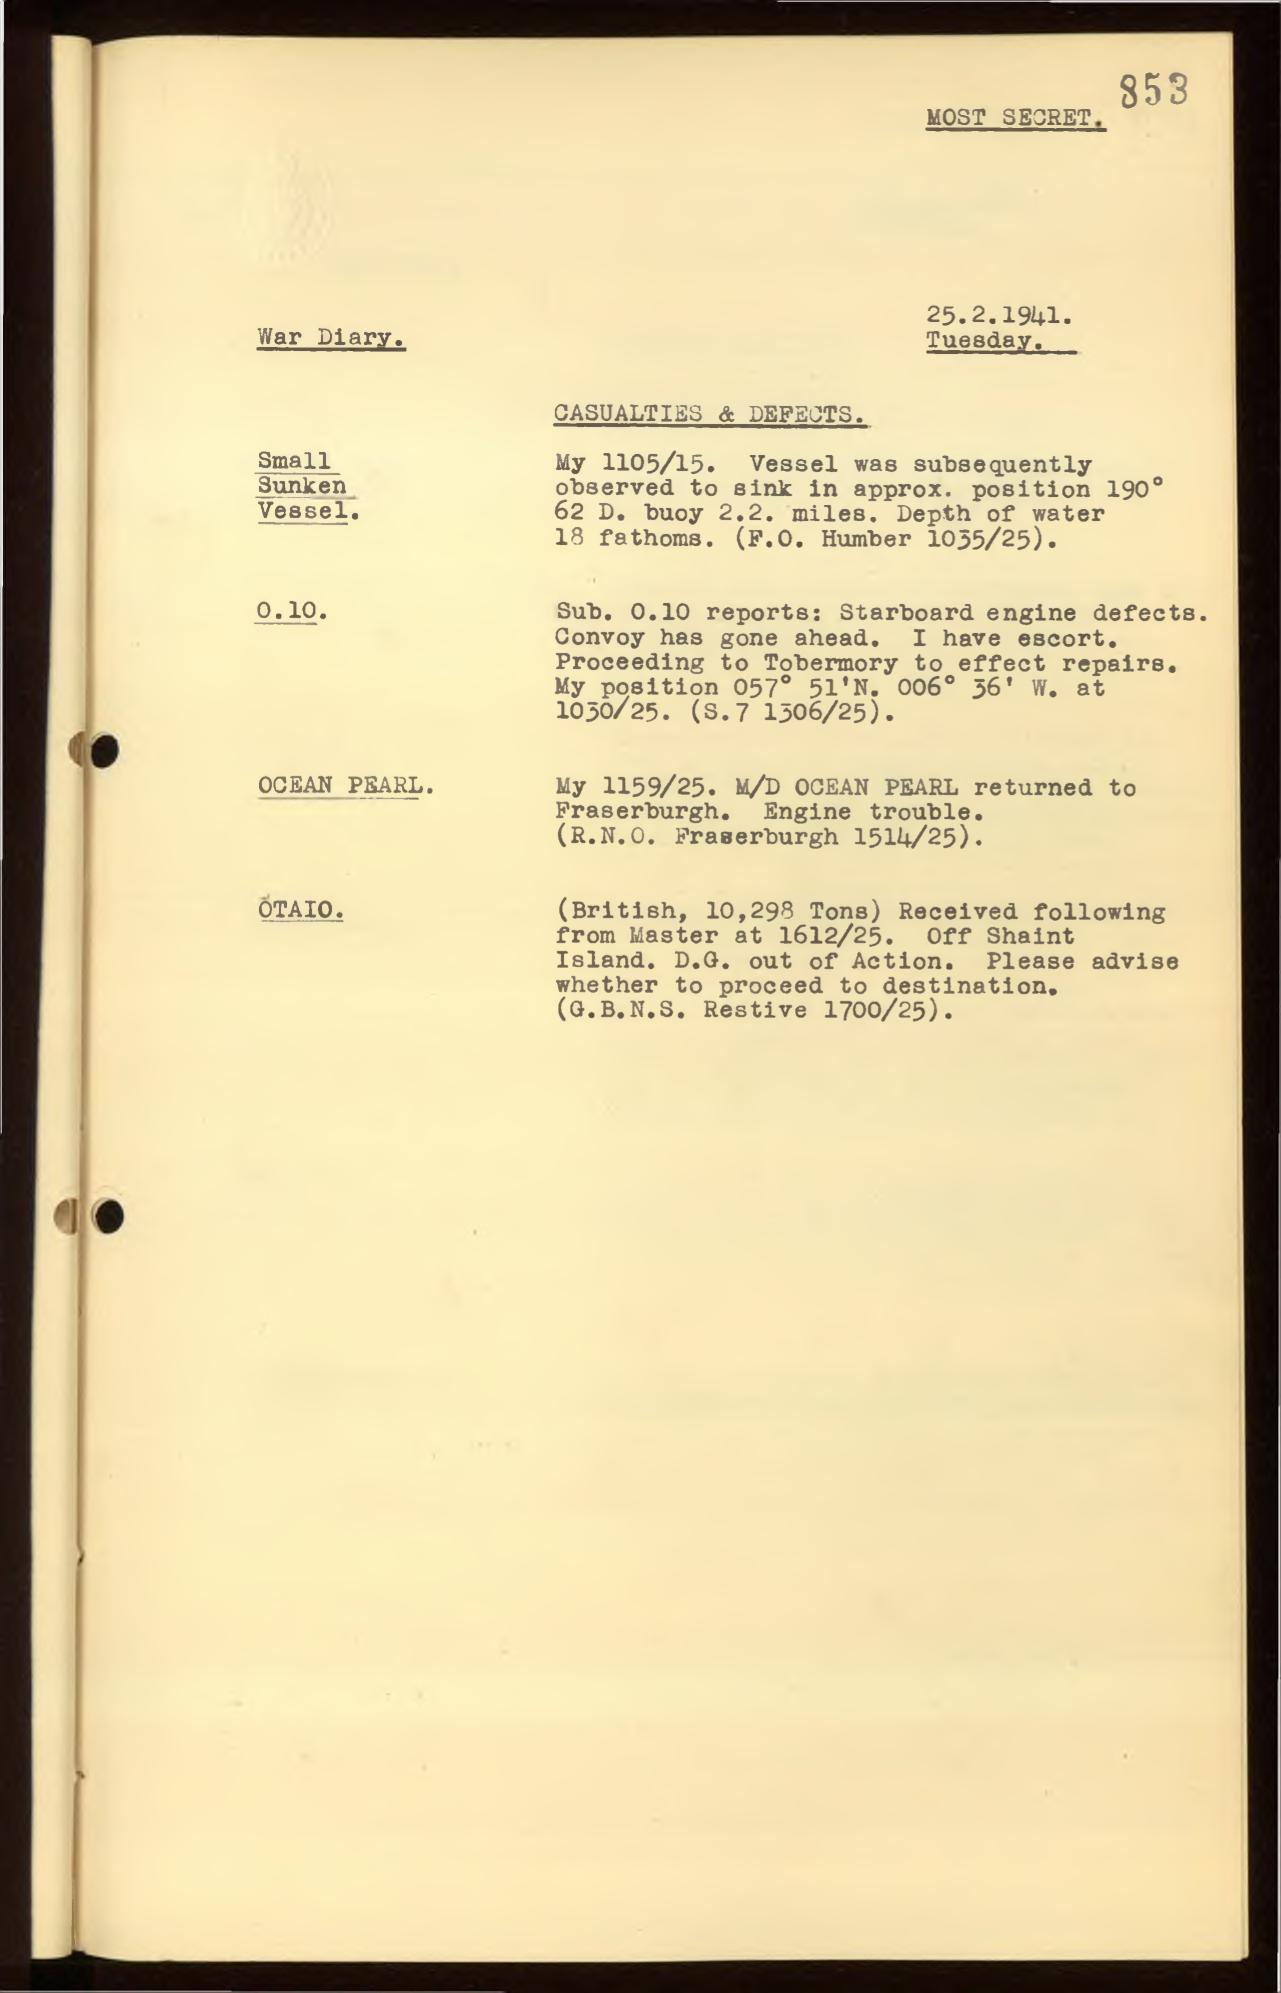 853
MOST SECRET.
25.2.1941.
War Diary.
Tuesday.
CASUALTIES & DEFECTS.
Small
Sunken
Vessel.
My 1105/15. Vessel was subsequently
observed to sink in approx. position 190°
62 D. buoy 2.2. miles. Depth of water
18 fathoms. (F.O. Humber 1035/25).
O.10.
Sub. O.10 reports: Starboard engine defects.
Convoy has gone ahead. I have escort.
Proceeding to Tobermory to effect repairs.
My position 057° 51'N. 006° 36' W. at
1030/25. (S.7 1306/25).
OCEAN PEARL.
My 1159/25. M/D OCEAN PEARL returned to
Fraserburgh. Engine trouble.
(R.N.O. Fraserburgh 1514/25).
OTAIO.
(British, 10,298 Tons) Received following
from Master at 1612/25. Off Shaint
Island. D.G. out of Action. Please advise
whether to proceed to destination.
(G.B.N.S. Restive 1700/25).